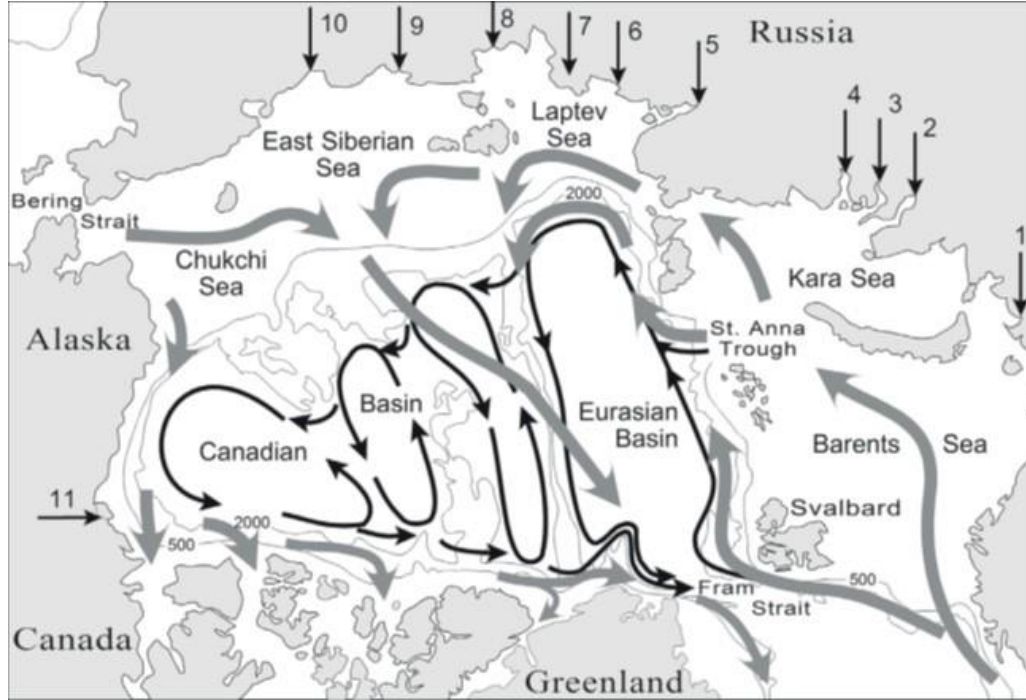 10
9
8
7
6
5
Russia
4
3
2
1
Laptev
Sea
East Siberian
Sea
2000
Bering
Strait
Chukchi
Sea
Kara Sea
Alaska
St. Anna
Trough
Basin
Eurasian
Basin
Canadian
Barents Sea
11
Svalbard
2000
500
500
Fram
Strait
Canada
Greenland